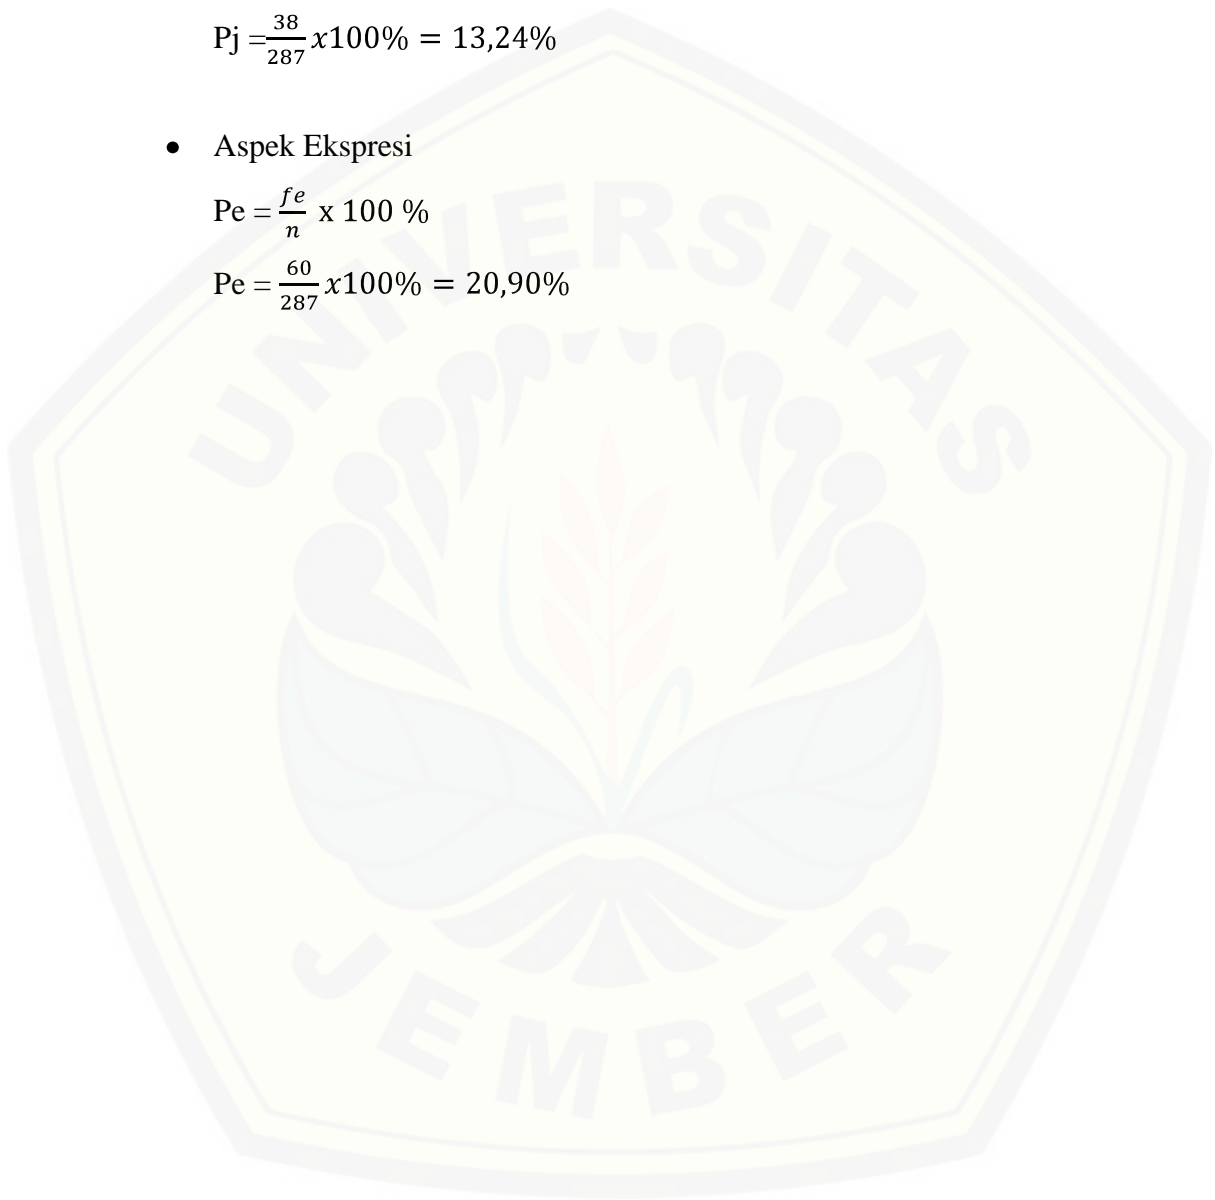 Pj = 38/287 x100% = 13,24%
• Aspek Ekspresi
Pe = fe/n x 100 %
Pe = 60/287 x100% = 20,90%
UNIVERSITAS
JEMBER